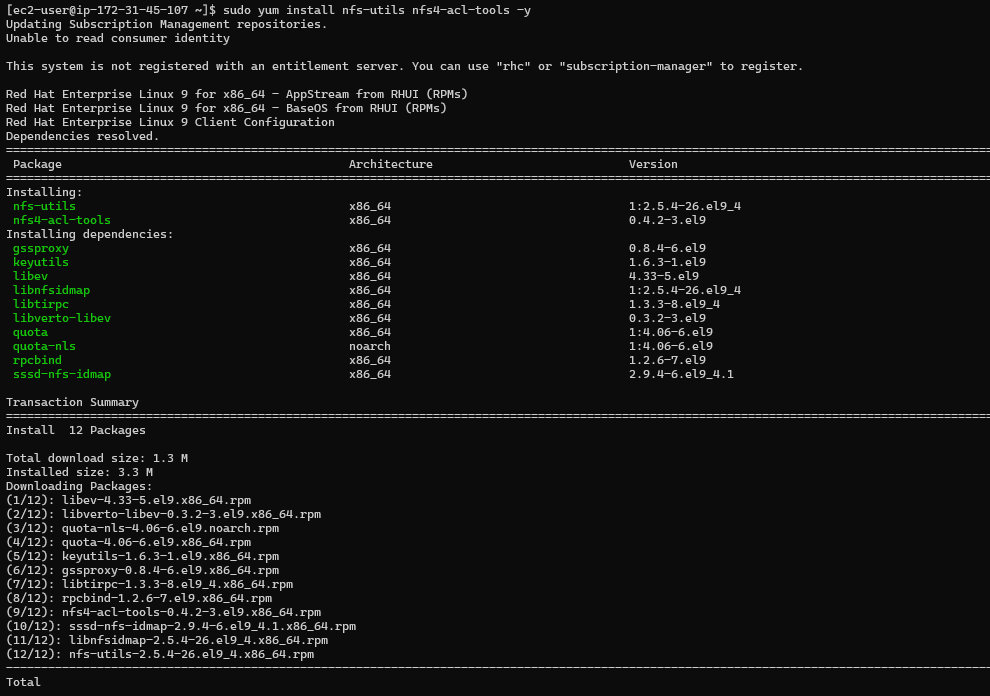 [ec2-user@ip-172-31-45-107 ~]$ sudo yum install nfs-utils nfs4-acl-tools -y
Updating Subscription Management repositories.
Unable to read consumer identity
This system is not registered with an entitlement server. You can use "rhc" or "subscription-manager" to register.
Red Hat Enterprise Linux 9 for x86_64 - AppStream from RHUI (RPMs)
Red Hat Enterprise Linux 9 for x86_64 - BaseOS from RHUI (RPMs)
Red Hat Enterprise Linux 9 Client Configuration
Dependencies resolved.
Package Architecture Version
Installing:
nfs-utils x86_64 1:2.5.4-26.el9_4
nfs4-acl-tools x86_64 0.4.2-3.el9
Installing dependencies:
gssproxy x86_64 0.8.4-6.el9
keyutils x86_64 1.6.3-1.el9
libev x86_64 4.33-5.el9
libnfsidmap x86_64 1:2.5.4-26.el9_4
libtirpc x86_64 1.3.3-8.el9_4
libverto-libev x86_64 0.3.2-3.el9
quota x86_64 1:4.06-6.el9
quota-nls noarch 1:4.06-6.el9
rpcbind x86_64 1.2.6-7.el9
sssd-nfs-idmap x86_64 2.9.4-6.el9_4.1
Transaction Summary
Install 12 Packages
Total download size: 1.3 M
Installed size: 3.3 M
Downloading Packages:
(1/12): libev-4.33-5.el9.x86_64.rpm
(2/12): libverto-libev-0.3.2-3.el9.x86_64.rpm
(3/12): quota-nls-4.06-6.el9.noarch.rpm
(4/12): quota-4.06-6.el9.x86_64.rpm
(5/12): keyutils-1.6.3-1.el9.x86_64.rpm
(6/12): gssproxy-0.8.4-6.el9.x86_64.rpm
(7/12): libtirpc-1.3.3-8.el9_4.x86_64.rpm
(8/12): rpcbind-1.2.6-7.el9.x86_64.rpm
(9/12): nfs4-acl-tools-0.4.2-3.el9.x86_64.rpm
(10/12): sssd-nfs-idmap-2.9.4-6.el9_4.1.x86_64.rpm
(11/12): libnfsidmap-2.5.4-26.el9_4.x86_64.rpm
(12/12): nfs-utils-2.5.4-26.el9_4.x86_64.rpm
Total